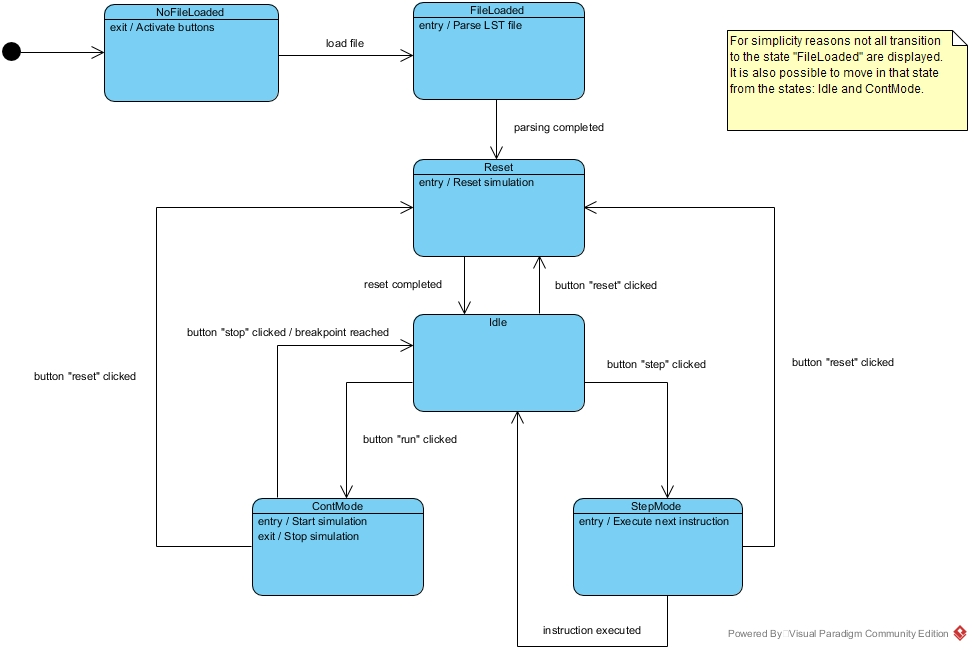 NoFileLoaded
exit / Activate buttons
load file
FileLoaded
entry / Parse LST file
For simplicity reasons not all transition
to the state "FileLoaded" are displayed.
It is also possible to move in that state
from the states: Idle and ContMode.
parsing completed
Reset
entry / Reset simulation
reset completed
button "reset" clicked
Idle
button "stop" clicked / breakpoint reached
button "step" clicked
button "reset" clicked
button "reset" clicked
button "run" clicked
ContMode
entry / Start simulation
exit / Stop simulation
StepMode
entry / Execute next instruction
instruction executed
Powered By Visual Paradigm Community Edition